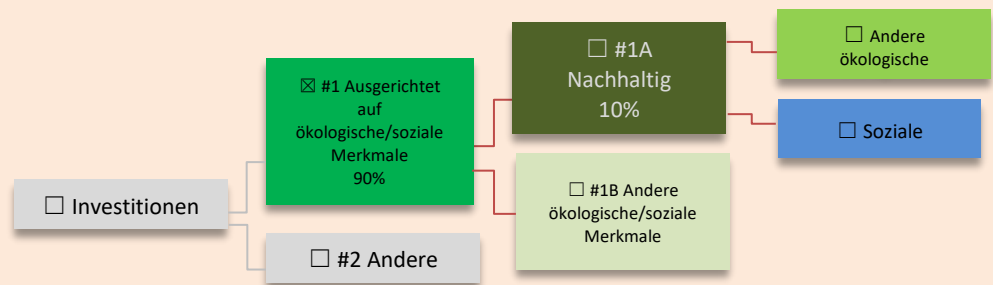 ☐ Investitionen
☒ #1 Ausgerichtet
auf
ökologische/soziale
Merkmale
90%
☐ #2 Andere
☐ #1A
Nachhaltig
10%
☐ #1B Andere
ökologische/soziale
Merkmale
☐ Andere
ökologische
☐ Soziale